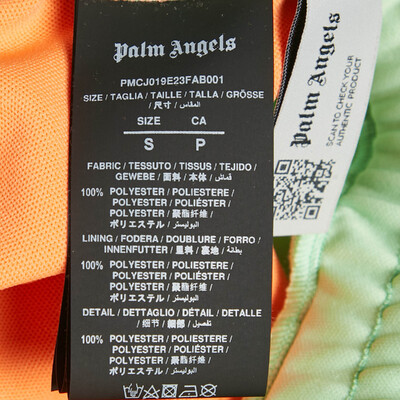 Palm Angels
PMCJ019E23FAB001
SIZE / TAGLIA / TAILLE / TALLA / GRÖSSE
/ 尺寸 / المقاس /
SIZE CA
S P
FABRIC / TESSUTO / TISSUS / TEJIDO /
GEWEBE / 面料 / 本体 / قماش
100% POLYESTER / POLIESTERE /
POLYESTER / POLIÉSTER /
POLYESTER / 聚酯纤维 /
ポリエステル / البوليستر
LINING / FODERA / DOUBLURE / FORRO /
INNENFUTTER / 里料 / 裏地 / بطانة
100% POLYESTER / POLIESTERE /
POLYESTER / POLIÉSTER /
POLYESTER / 聚酯纤维 /
ポリエステル / البوليستر
DETAIL / DETTAGLIO / DÉTAIL / DETALLE
/ 细节 / 細部 / تفصيل /
100% POLYESTER / POLIESTERE /
POLYESTER / POLIÉSTER /
POLYESTER / 聚酯纤维 /
ポリエステル / البوليستر
Palm Angels
SCAN TO CHECK YOUR
AUTHENTIC PRODUCT